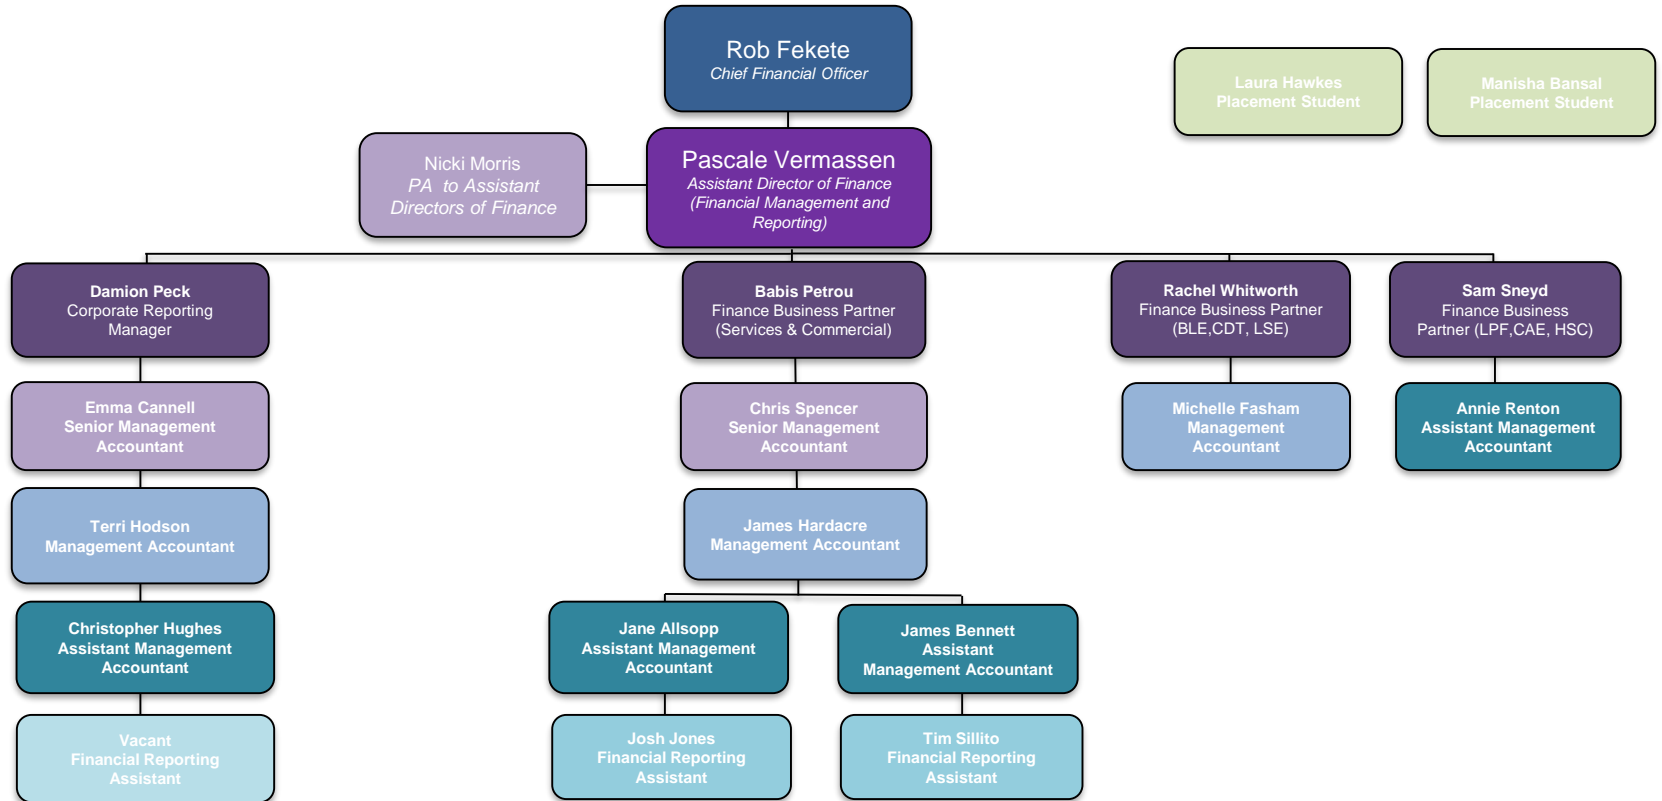 Rob Fekete
Chief Financial Officer
Laura Hawkes
Placement Student
Manisha Bansal
Placement Student
Nicki Morris
PA to Assistant
Directors of Finance
Pascale Vermassen
Assistant Director of Finance
(Financial Management and
Reporting)
Damion Peck
Corporate Reporting
Manager
Babis Petrou
Finance Business Partner
(Services & Commercial)
Rachel Whitworth
Finance Business Partner
(BLE,CDT, LSE)
Sam Sneyd
Finance Business
Partner (LPF,CAE, HSC)
Emma Cannell
Senior Management
Accountant
Chris Spencer
Senior Management
Accountant
Michelle Fasham
Management
Accountant
Annie Renton
Assistant Management
Accountant
Terri Hodson
Management Accountant
James Hardacre
Management Accountant
Christopher Hughes
Assistant Management
Accountant
Jane Allsopp
Assistant Management
Accountant
James Bennett
Assistant
Management Accountant
Vacant
Financial Reporting
Assistant
Josh Jones
Financial Reporting
Assistant
Tim Sillito
Financial Reporting
Assistant